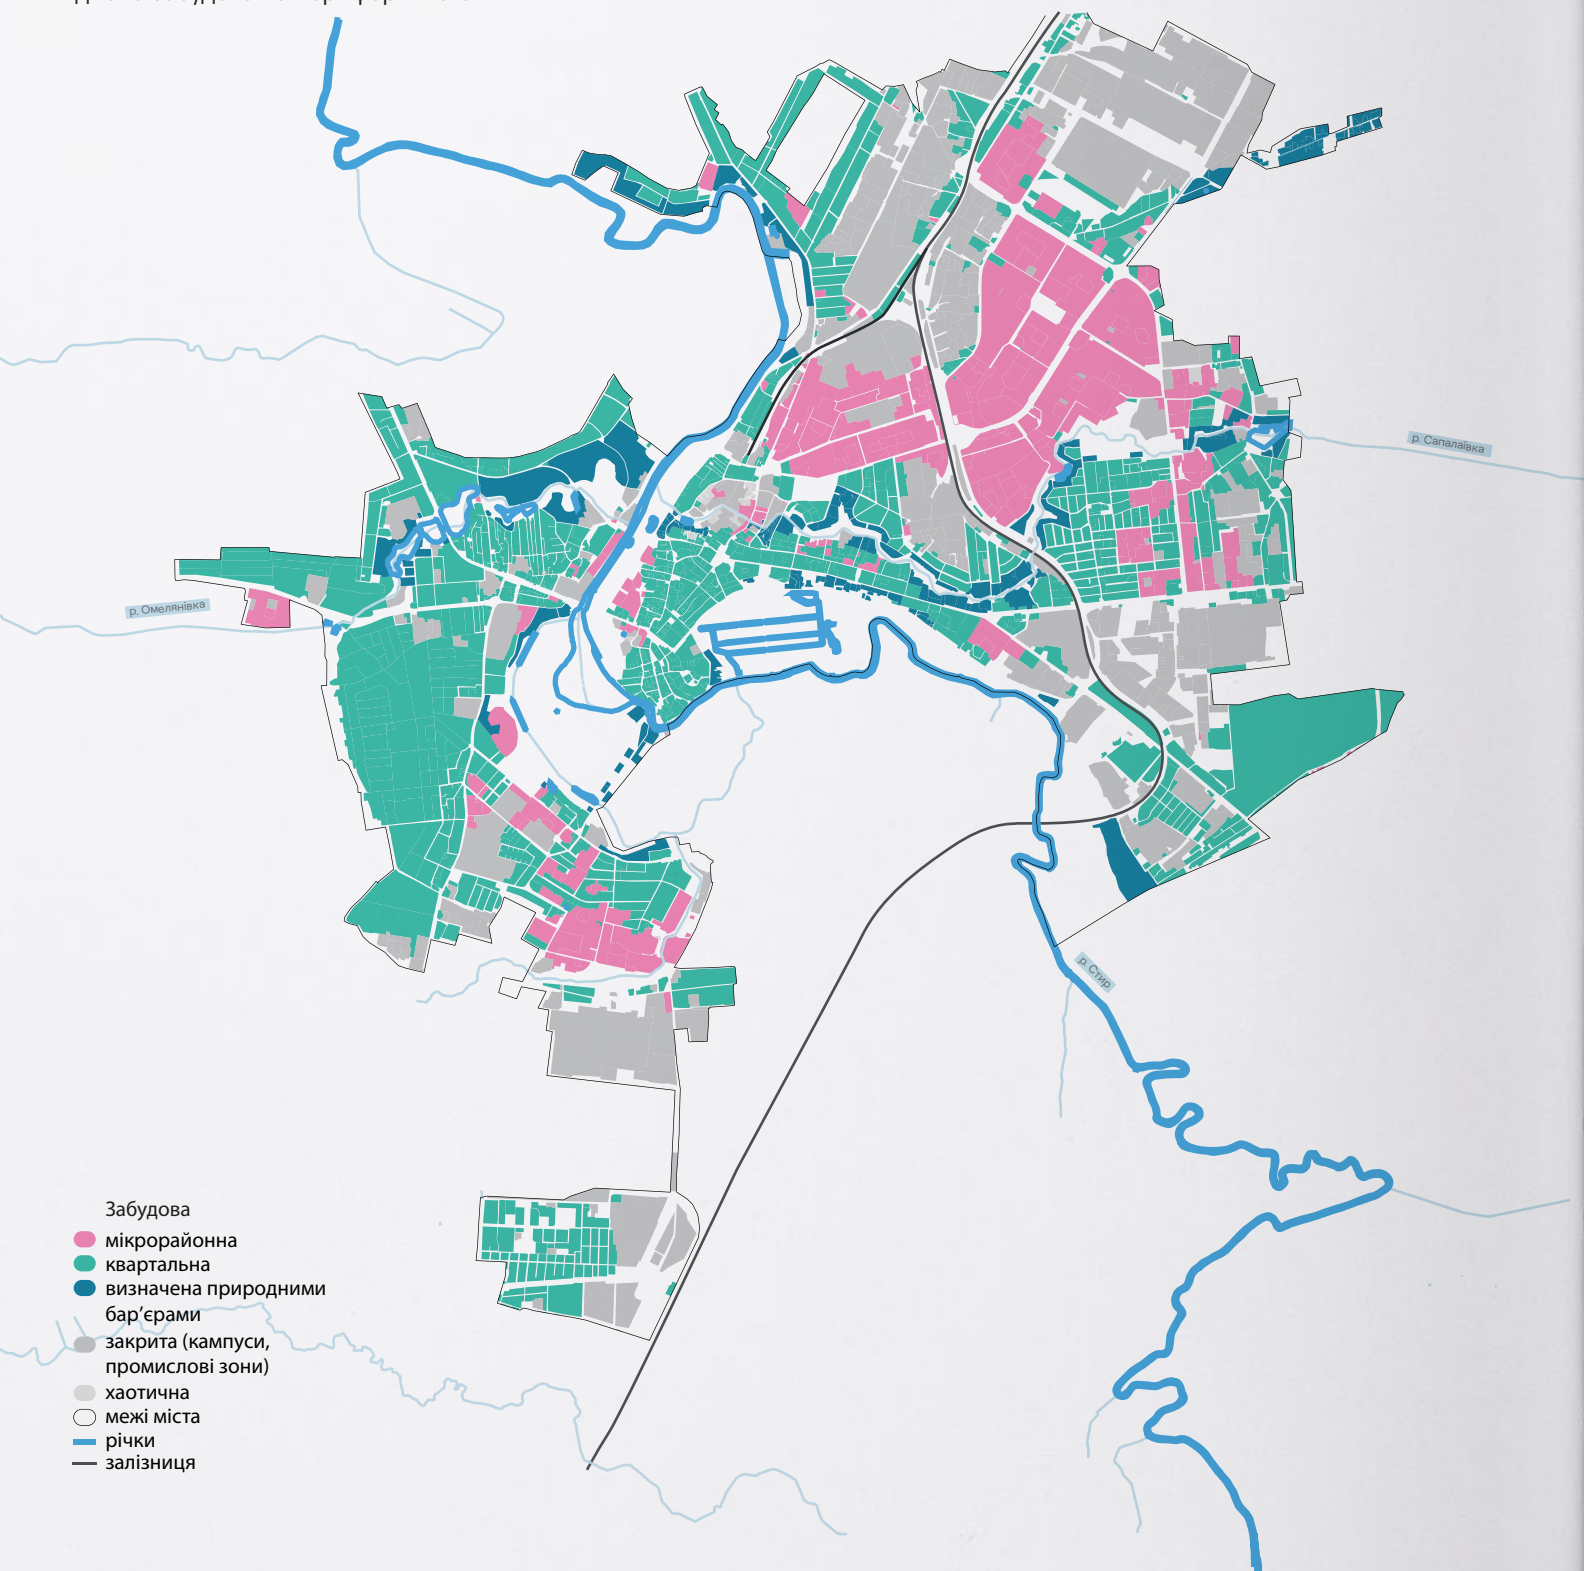 р. Сапалаївка
р. Омелянівка
р. Стир
Забудова
мікрорайонна
квартальна
визначена природними
бар’єрами
закрита (кампуси,
промислові зони)
хаотична
межі міста
річки
залізниця